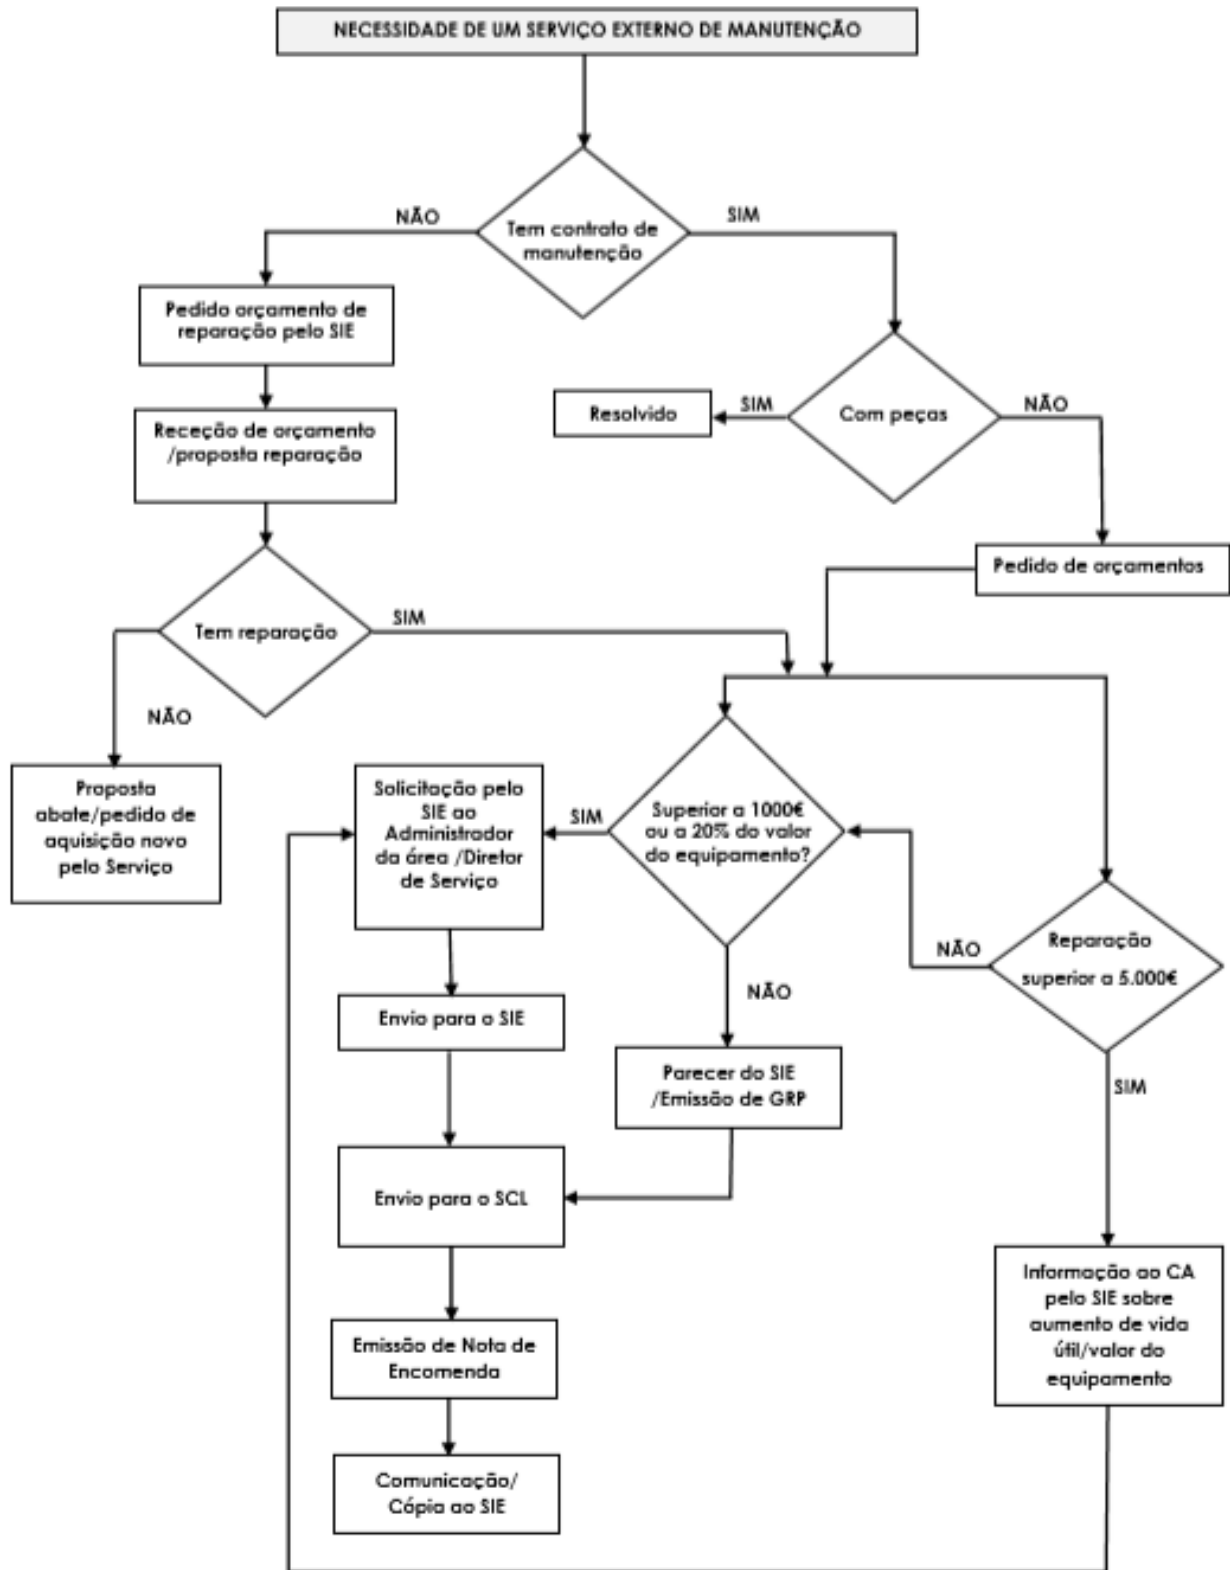 NECESSIDADE DE UM SERVIÇO EXTERNO DE MANUTENÇÃO
NÃO
SIM
Tem contrato de
manutenção
Pedido orçamento de
reparação pelo SIE
Resolvido
SIM
Com peças
NÃO
Receção de orçamento
/proposta reparação
Pedido de orçamentos
SIM
Tem reparação
NÃO
Proposta
abate/pedido de
aquisição novo
pelo Serviço
Solicitação pelo
SIE ao
Administrador
da área /Diretor
de Serviço
SIM
Superior a 1000€
ou a 20% do valor
do equipamento?
NÃO
Reparação
superior a 5.000€
NÃO
Envio para o SIE
Parecer do SIE
/Emissão de GRP
SIM
Envio para o SCL
Informação ao CA
pelo SIE sobre
aumento de vida
útil/valor do
equipamento
Emissão de Nota de
Encomenda
Comunicação/
Cópia ao SIE